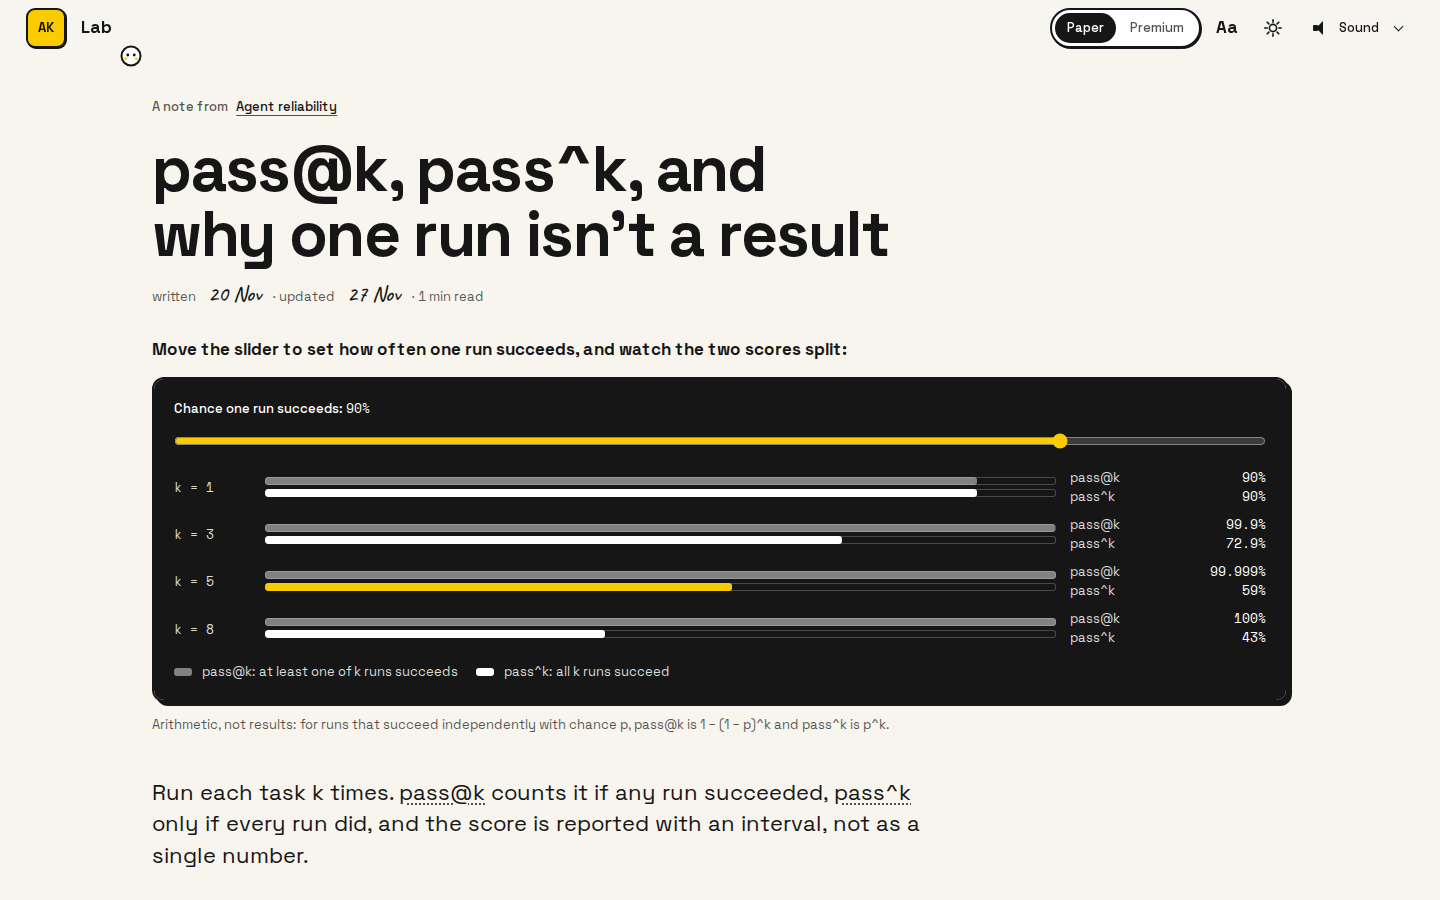 AK Lab
Paper Premium Aa Sound
A note from Agent reliability
pass@k, pass^k, and
why one run isn’t a result
written 20 Nov · updated 27 Nov · 1 min read
Move the slider to set how often one run succeeds, and watch the two scores split:
Chance one run succeeds: 90%
k = 1
pass@k 90%
pass^k 90%
k = 3
pass@k 99.9%
pass^k 72.9%
k = 5
pass@k 99.999%
pass^k 59%
k = 8
pass@k 100%
pass^k 43%
pass@k: at least one of k runs succeeds pass^k: all k runs succeed
Arithmetic, not results: for runs that succeed independently with chance p, pass@k is 1 − (1 − p)^k and pass^k is p^k.
Run each task k times. pass@k counts it if any run succeeded, pass^k
only if every run did, and the score is reported with an interval, not as a
single number.